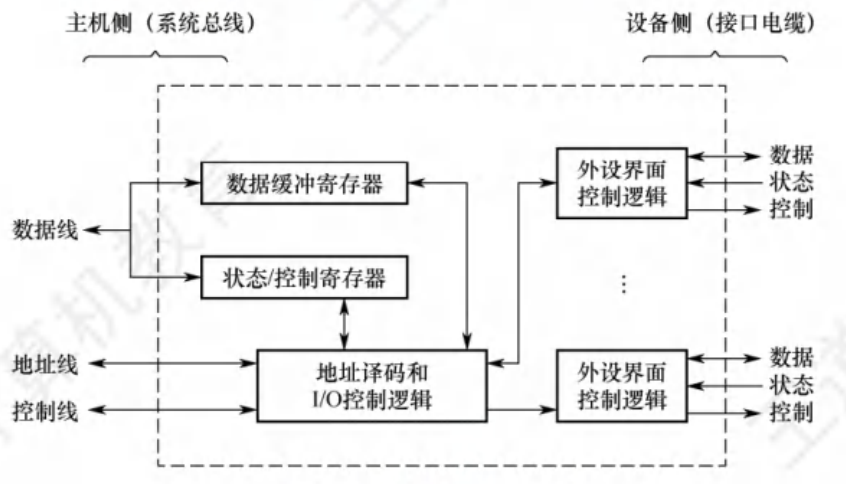 主机侧（系统总线）
设备侧（接口电缆）
数据缓冲寄存器
外设界面
控制逻辑
数据
状态
控制
数据线
状态/控制寄存器
⋮
地址线
控制线
地址译码和
I/O控制逻辑
外设界面
控制逻辑
数据
状态
控制